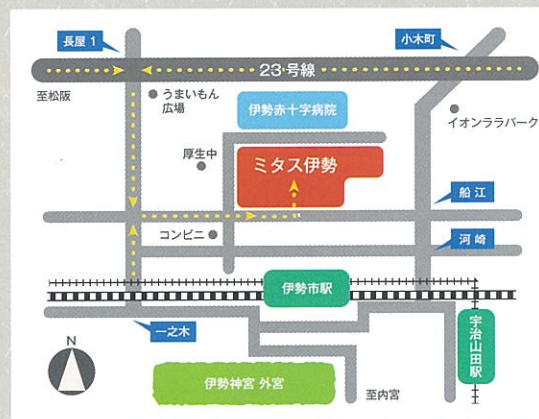 長屋1
小木町
23号線
至松阪
うまいもん
広場
伊勢赤十字病院
イオンララパーク
厚生中
ミタス伊勢
船江
コンビニ
河崎
伊勢市駅
一之木
宇治山田駅
N
伊勢神宮 外宮
至内宮